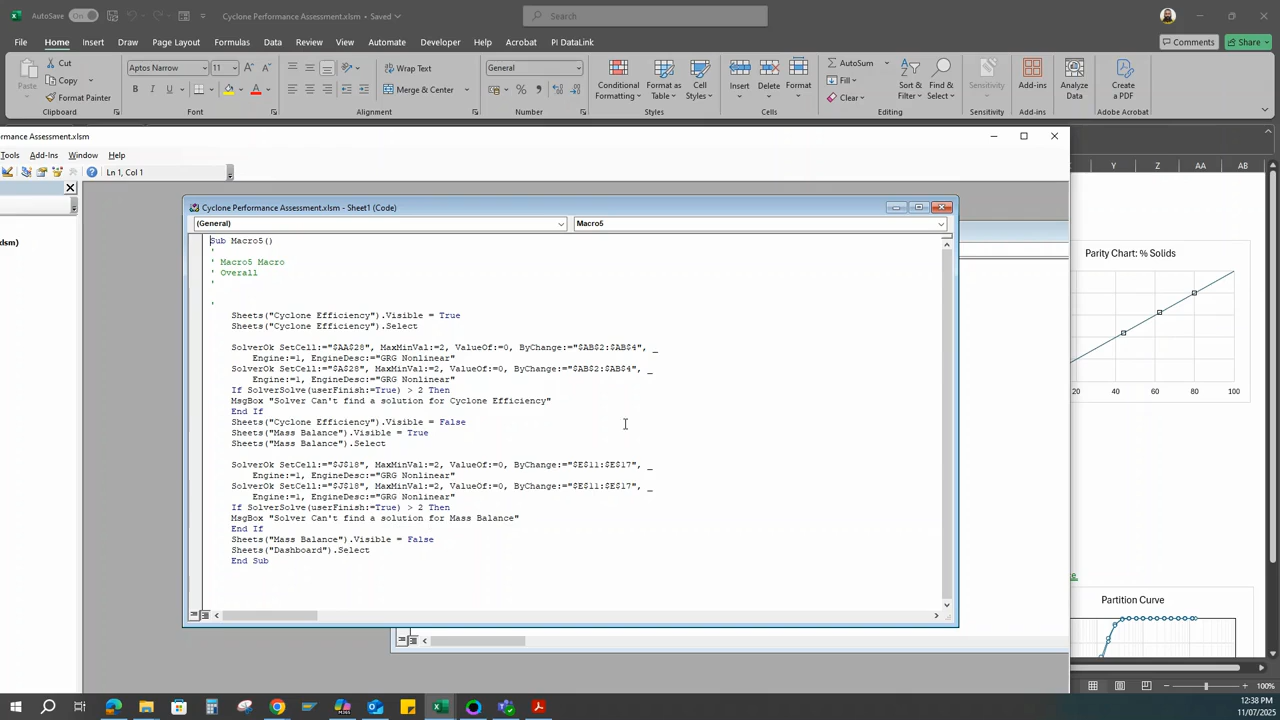 AutoSave
On
Cyclone Performance Assessment.xlsm • Saved
Search
File
Home
Insert
Draw
Page Layout
Formulas
Data
Review
View
Automate
Developer
Help
Acrobat
PI DataLink
Comments
Share
Paste
Cut
Copy
Format Painter
Clipboard
Aptos Narrow
11
B I U
Font
Wrap Text
Merge & Center
Alignment
General
Number
Conditional Formatting
Format as Table
Cell Styles
Styles
Insert
Delete
Format
Cells
AutoSum
Fill
Clear
Sort & Filter
Find & Select
Editing
Sensitivity
Sensitivity
Add-ins
Add-ins
Analyze Data
Create a PDF
Adobe Acrobat
rmance Assessment.xlsm
Tools Add-Ins Window Help
Ln 1, Col 1
lsm)
Cyclone Performance Assessment.xlsm - Sheet1 (Code)
(General)
Macro5
Sub Macro5()
'
' Macro5 Macro
' Overall
'
'
Sheets("Cyclone Efficiency").Visible = True
Sheets("Cyclone Efficiency").Select
SolverOk SetCell:="$AA$28", MaxMinVal:=2, ValueOf:=0, ByChange:="$AB$2:$AB$4", _
Engine:=1, EngineDesc:="GRG Nonlinear"
SolverOk SetCell:="$A$28", MaxMinVal:=2, ValueOf:=0, ByChange:="$AB$2:$AB$4", _
Engine:=1, EngineDesc:="GRG Nonlinear"
If SolverSolve(userFinish:=True) > 2 Then
MsgBox "Solver Can't find a solution for Cyclone Efficiency"
End If
Sheets("Cyclone Efficiency").Visible = False
Sheets("Mass Balance").Visible = True
Sheets("Mass Balance").Select
SolverOk SetCell:="$J$18", MaxMinVal:=2, ValueOf:=0, ByChange:="$E$11:$E$17", _
Engine:=1, EngineDesc:="GRG Nonlinear"
SolverOk SetCell:="$J$18", MaxMinVal:=2, ValueOf:=0, ByChange:="$E$11:$E$17", _
Engine:=1, EngineDesc:="GRG Nonlinear"
If SolverSolve(userFinish:=True) > 2 Then
MsgBox "Solver Can't find a solution for Mass Balance"
End If
Sheets("Mass Balance").Visible = False
Sheets("Dashboard").Select
End Sub
Y Z AA AB
Parity Chart: % Solids
40 60 80 100
Partition Curve
100%
12:38 PM
11/07/2025